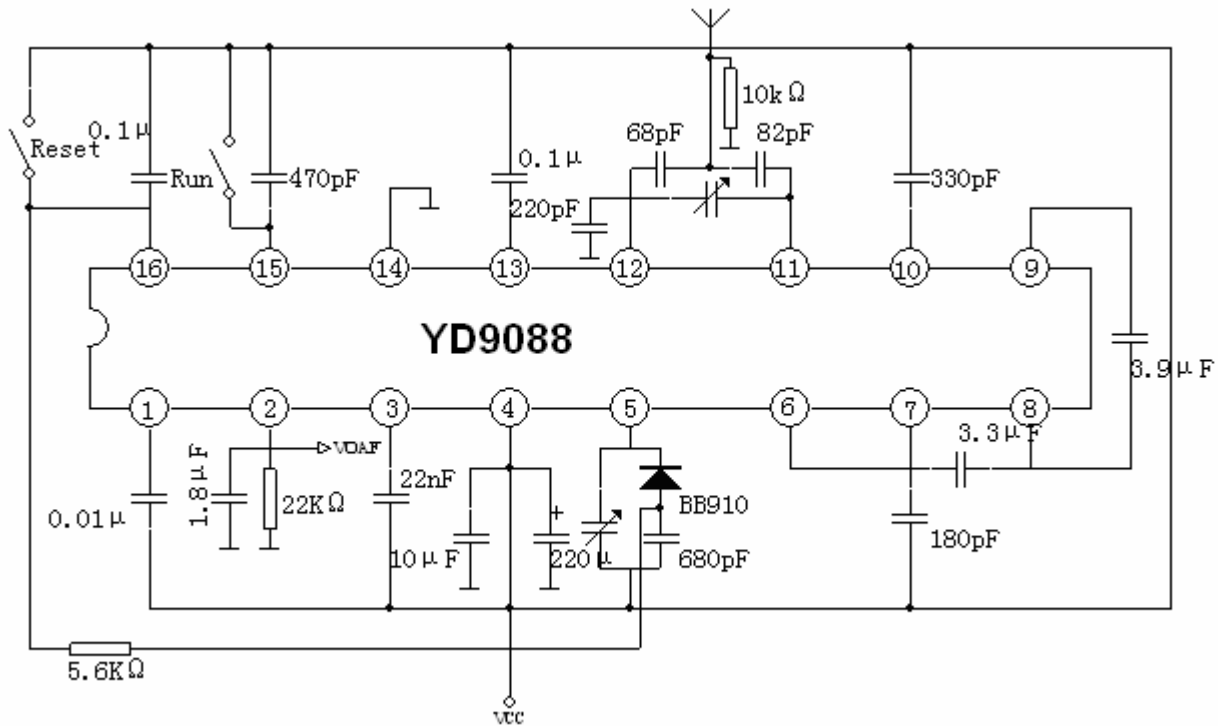 10kΩ
68pF
82pF
0.1μ
Reset
Run
470pF
0.1μ
220pF
330pF
16
15
14
13
12
11
10
9
YD9088
3.9μF
1
2
3
4
5
6
7
8
3.3μF
VOAF
1.8μF
22KΩ
22nF
0.01μ
10μF
220μ
BB910
680pF
180pF
5.6KΩ
VCC